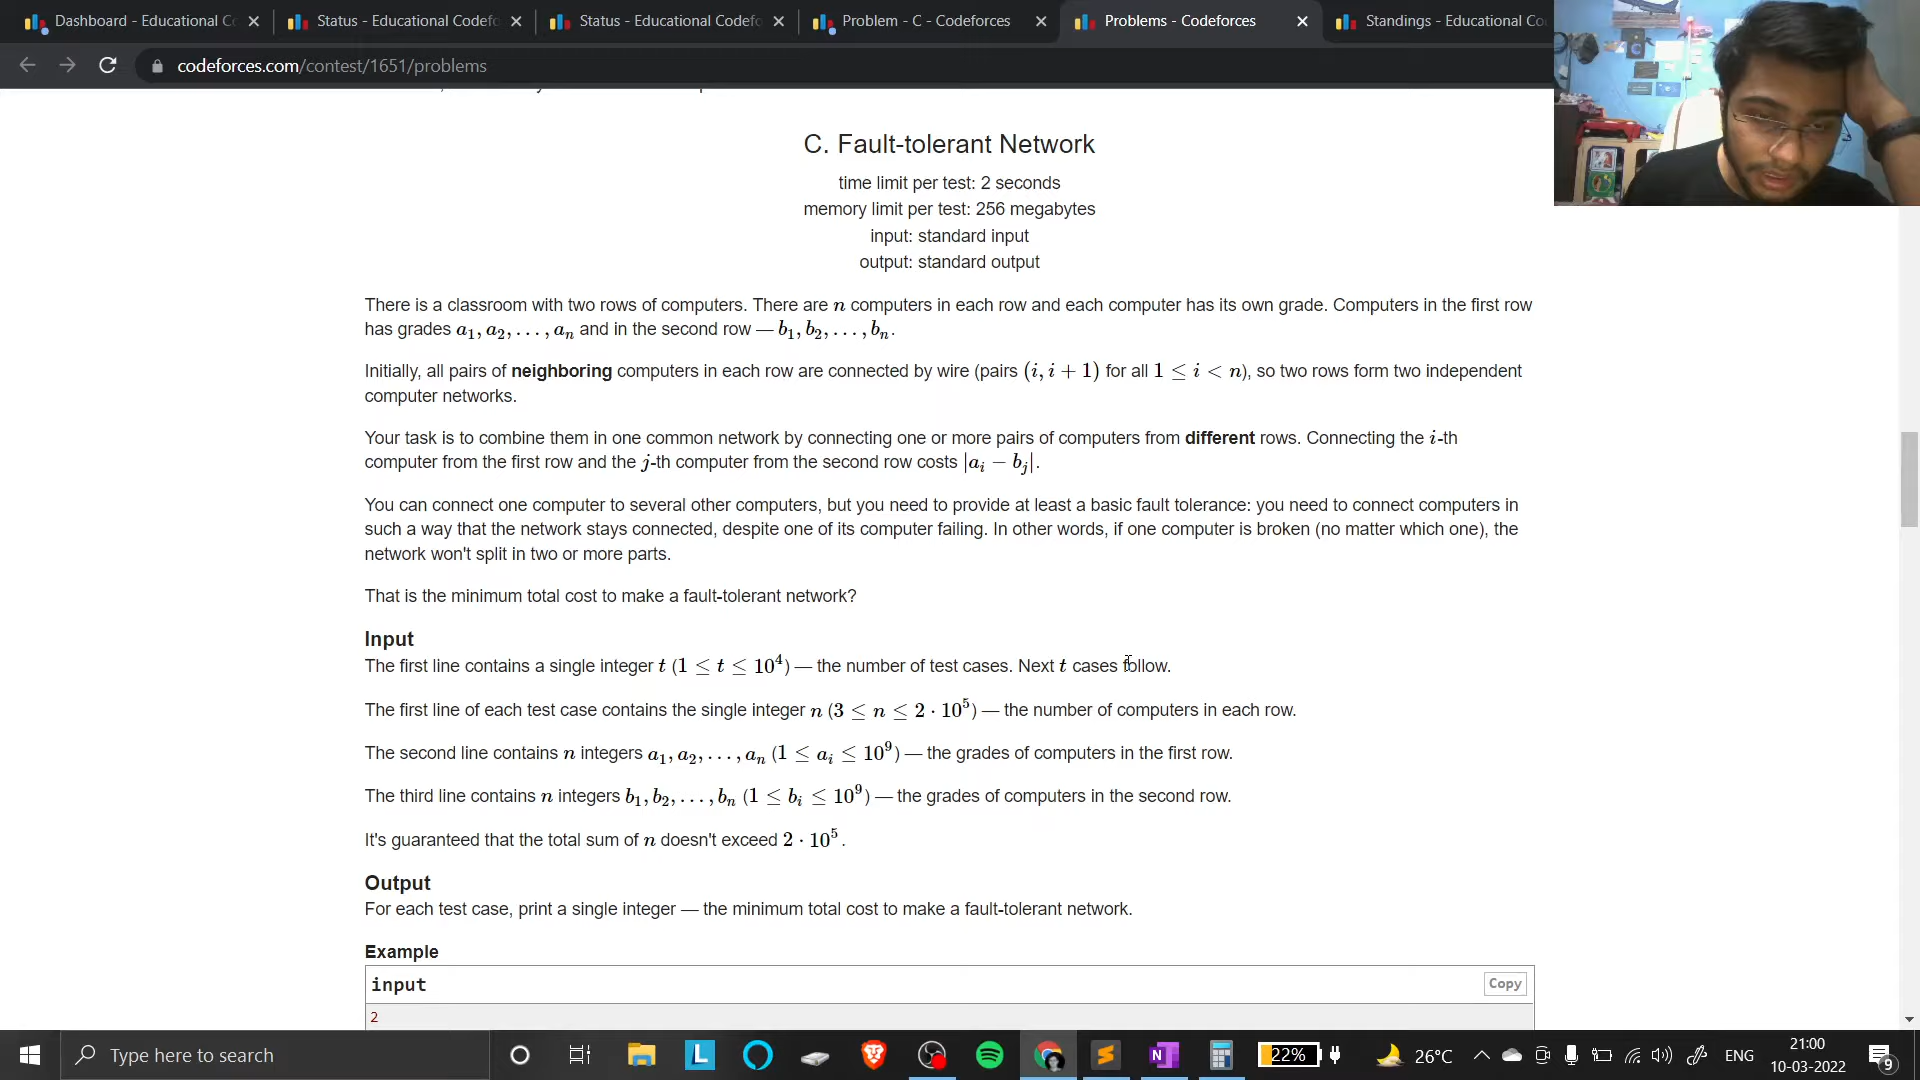 Dashboard - Educational Co
Status - Educational Codefo
Status - Educational Codefo
Problem - C - Codeforces
Problems - Codeforces
Standings - Educational Cod
codeforces.com/contest/1651/problems
C. Fault-tolerant Network
time limit per test: 2 seconds
memory limit per test: 256 megabytes
input: standard input
output: standard output
There is a classroom with two rows of computers. There are n computers in each row and each computer has its own grade. Computers in the first row
has grades a₁, a₂, . . . , aₙ and in the second row — b₁, b₂, . . . , bₙ.
Initially, all pairs of neighboring computers in each row are connected by wire (pairs (i, i + 1) for all 1 ≤ i < n), so two rows form two independent
computer networks.
Your task is to combine them in one common network by connecting one or more pairs of computers from different rows. Connecting the i-th
computer from the first row and the j-th computer from the second row costs |aᵢ − bⱼ|.
You can connect one computer to several other computers, but you need to provide at least a basic fault tolerance: you need to connect computers in
such a way that the network stays connected, despite one of its computer failing. In other words, if one computer is broken (no matter which one), the
network won't split in two or more parts.
That is the minimum total cost to make a fault-tolerant network?
Input
The first line contains a single integer t (1 ≤ t ≤ 10⁴) — the number of test cases. Next t cases follow.
The first line of each test case contains the single integer n (3 ≤ n ≤ 2 · 10⁵) — the number of computers in each row.
The second line contains n integers a₁, a₂, . . . , aₙ (1 ≤ aᵢ ≤ 10⁹) — the grades of computers in the first row.
The third line contains n integers b₁, b₂, . . . , bₙ (1 ≤ bᵢ ≤ 10⁹) — the grades of computers in the second row.
It's guaranteed that the total sum of n doesn't exceed 2 · 10⁵.
Output
For each test case, print a single integer — the minimum total cost to make a fault-tolerant network.
Example
input
Copy
2
Type here to search
L
N
22%
26°C
ENG
21:00
10-03-2022
9